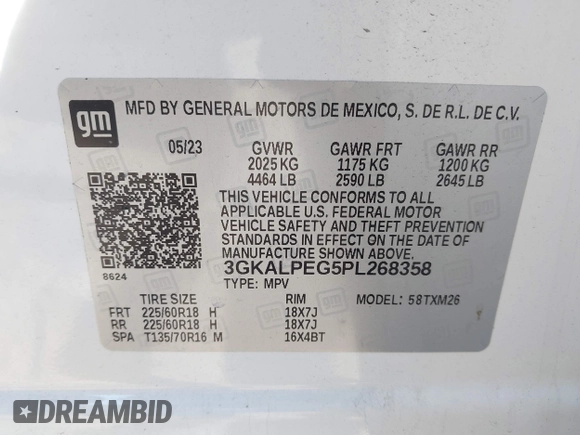 gm MFD BY GENERAL MOTORS DE MEXICO, S. DE R.L. DE C.V.
05/23 GVWR GAWR FRT GAWR RR
2025 KG 1175 KG 1200 KG
4464 LB 2590 LB 2645 LB
THIS VEHICLE CONFORMS TO ALL
APPLICABLE U.S. FEDERAL MOTOR
VEHICLE SAFETY AND THEFT PREVENTION
STANDARDS IN EFFECT ON THE DATE OF
MANUFACTURE SHOWN ABOVE.
8624 3GKALPEG5PL268358
TYPE: MPV MODEL: 58TXM26
TIRE SIZE RIM
FRT 225/60R18 H 18X7J
RR 225/60R18 H 18X7J
SPA T135/70R16 M 16X4BT
DREAMBID